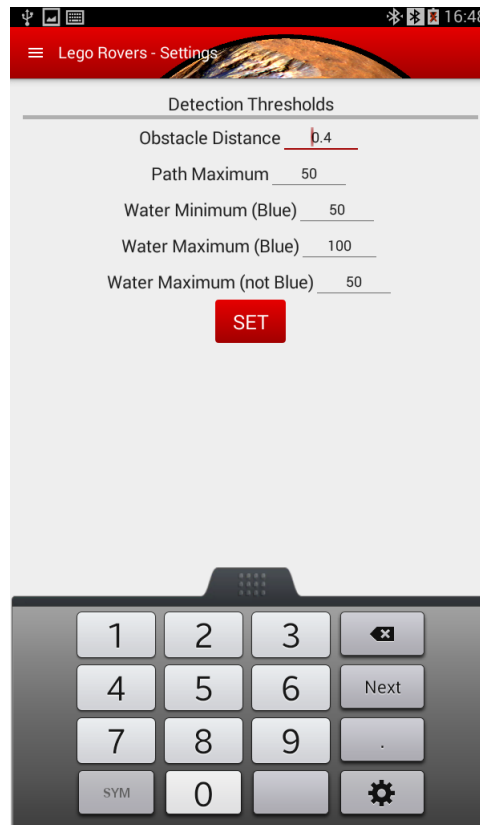 16:48
Lego Rovers - Settings
Detection Thresholds
Obstacle Distance 0.4
Path Maximum 50
Water Minimum (Blue) 50
Water Maximum (Blue) 100
Water Maximum (not Blue) 50
SET
1 2 3
4 5 6 Next
7 8 9 .
SYM 0